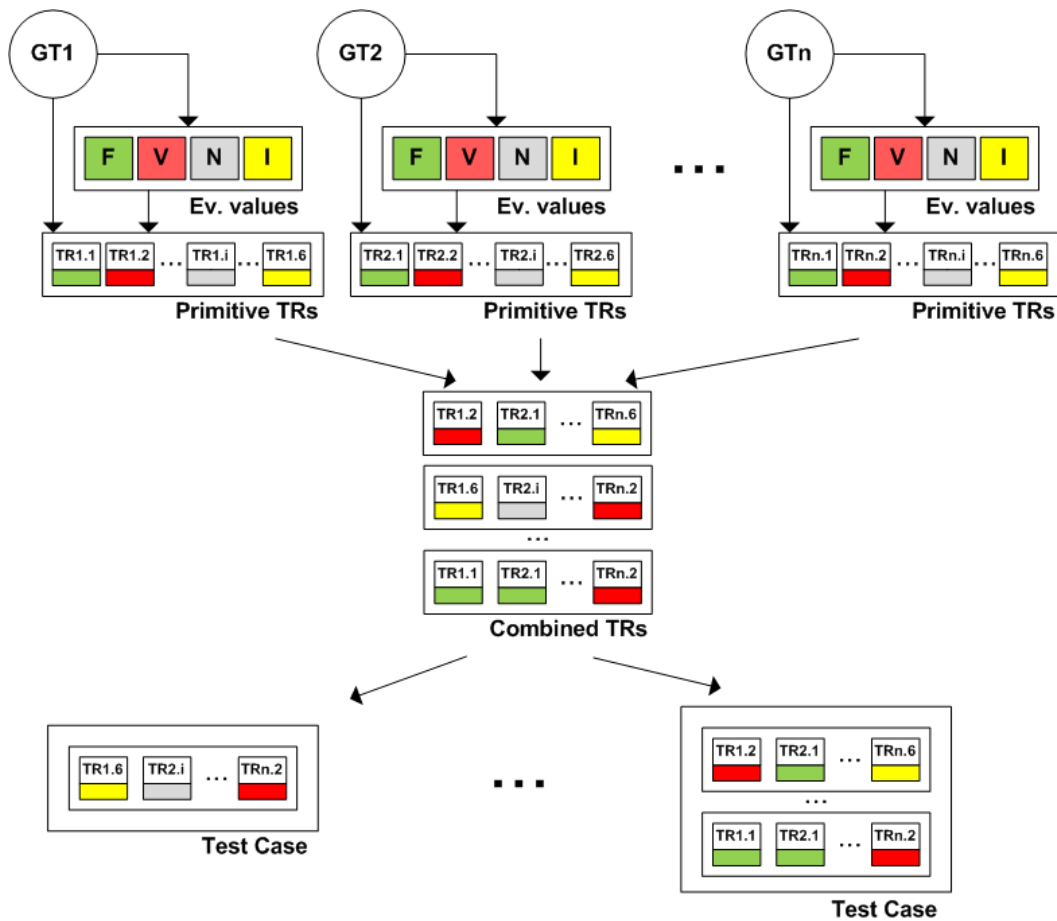 GT1 GT2 GTn
F V N I F V N I ... F V N I
Ev. values Ev. values Ev. values
TR1.1 TR1.2 ... TR1.i ... TR1.6 TR2.1 TR2.2 ... TR2.i ... TR2.6 TRn.1 TRn.2 ... TRn.i ... TRn.6
Primitive TRs Primitive TRs Primitive TRs
TR1.2 TR2.1 ... TRn.6
TR1.6 TR2.i ... TRn.2
...
TR1.1 TR2.1 ... TRn.2
Combined TRs
TR1.6 TR2.i ... TRn.2
Test Case
...
TR1.2 TR2.1 ... TRn.6
...
TR1.1 TR2.1 ... TRn.2
Test Case